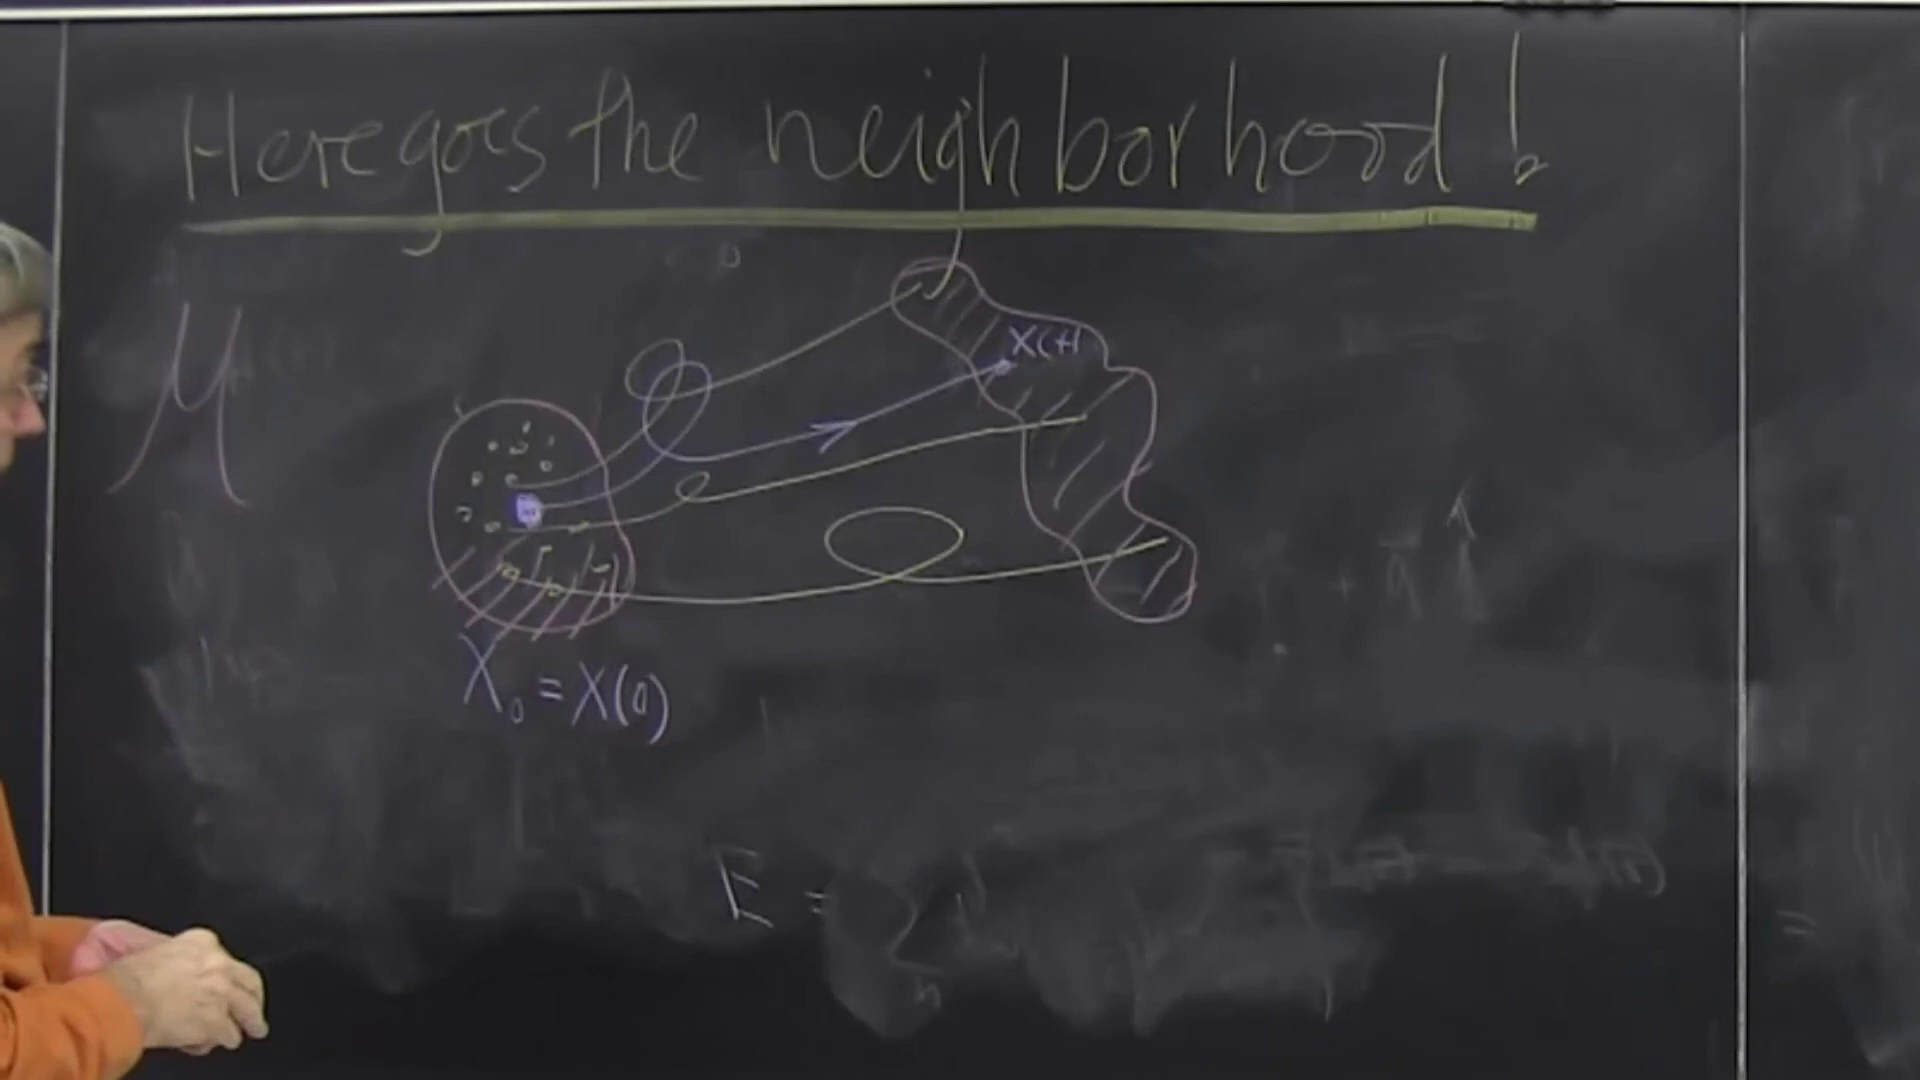 Here goes the neighborhood!
M
X(t)
X₀ = X(0)
E =